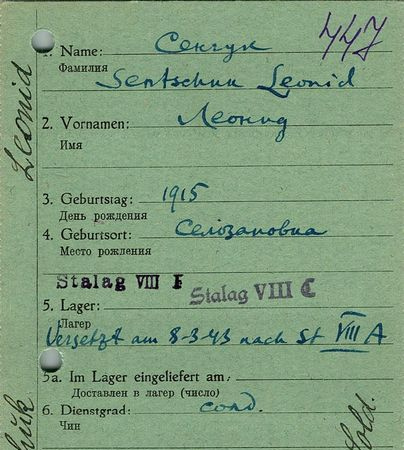 447
1. Name: Сенчук
Фамилия
Sentschuk Leonid
2. Vornamen: Леонид
Имя
3. Geburtstag: 1915
День рождения
4. Geburtsort:
Место рождения
Stalag VIII F
Stalag VIII C
5. Lager:
Лагер
Versetzt am 8-3-43 nach St VIII A
5a. Im Lager eingeliefert am:
Доставлен в лагер (число)
6. Dienstgrad: солд.
Чин
Leonid
Sold.